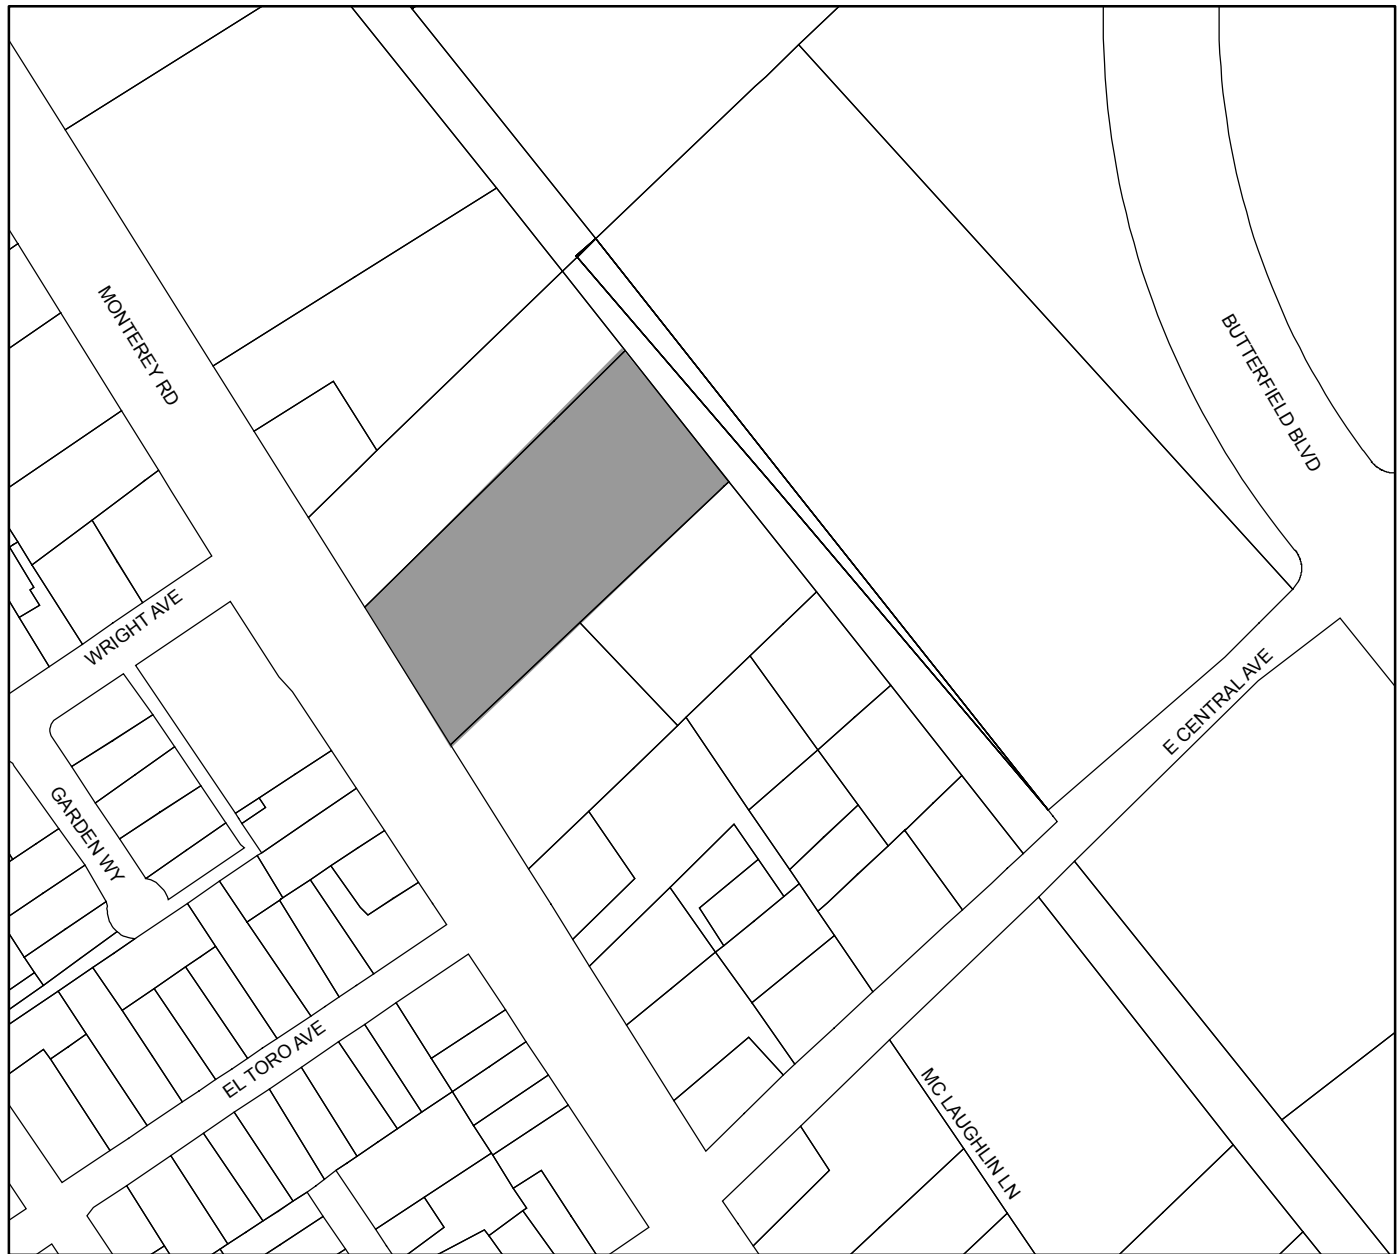 MONTEREY RD
BUTTERFIELD BLVD
WRIGHT AVE
E CENTRAL AVE
GARDEN WY
EL TORO AVE
MC LAUGHLIN LN